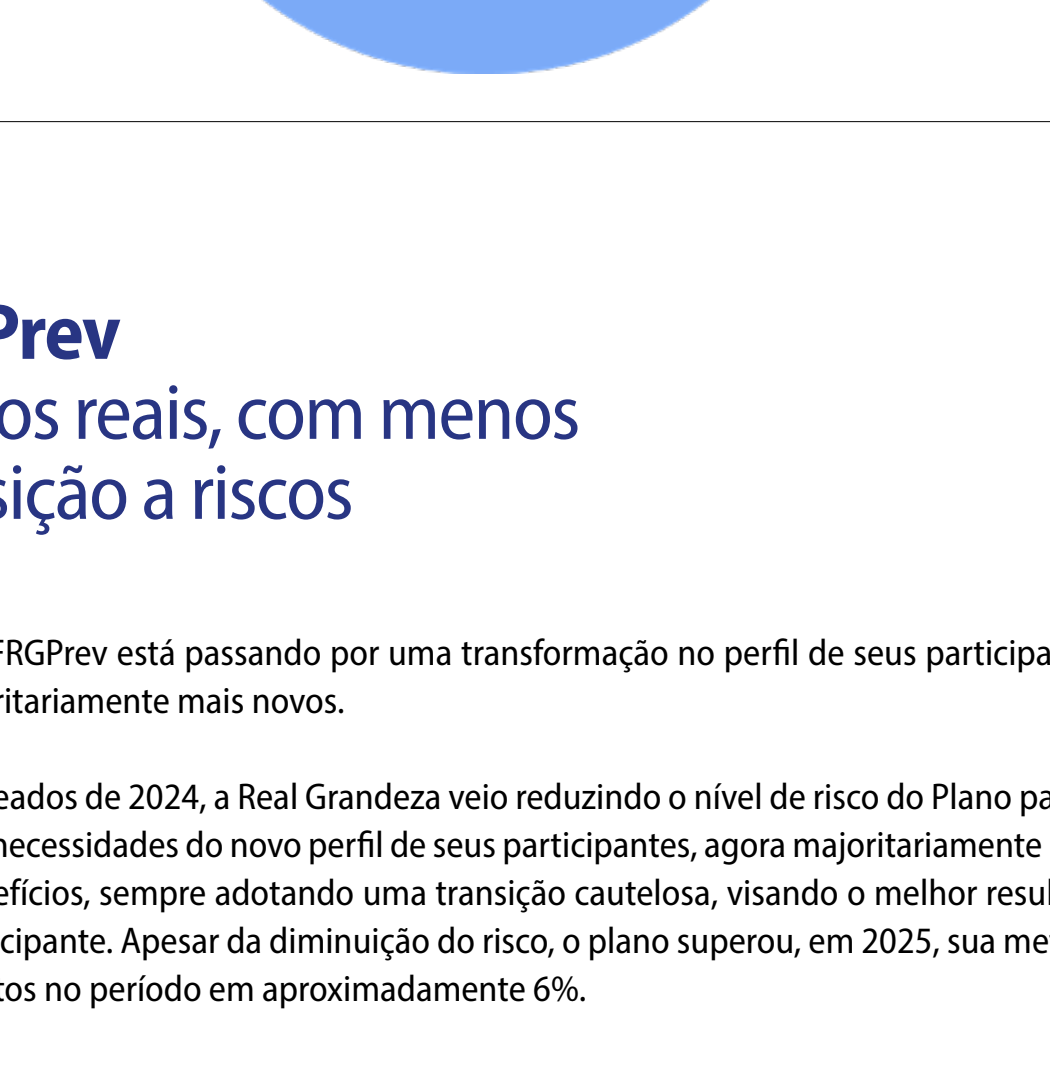 Prev
os reais, com menos
sição a riscos
FRGPrev está passando por uma transformação no perfil de seus participa
ritariamente mais novos.
eados de 2024, a Real Grandeza veio reduzindo o nível de risco do Plano pa
necessidades do novo perfil de seus participantes, agora majoritariamente
efícios, sempre adotando uma transição cautelosa, visando o melhor resul
cipante. Apesar da diminuição do risco, o plano superou, em 2025, sua me
tos no período em aproximadamente 6%.